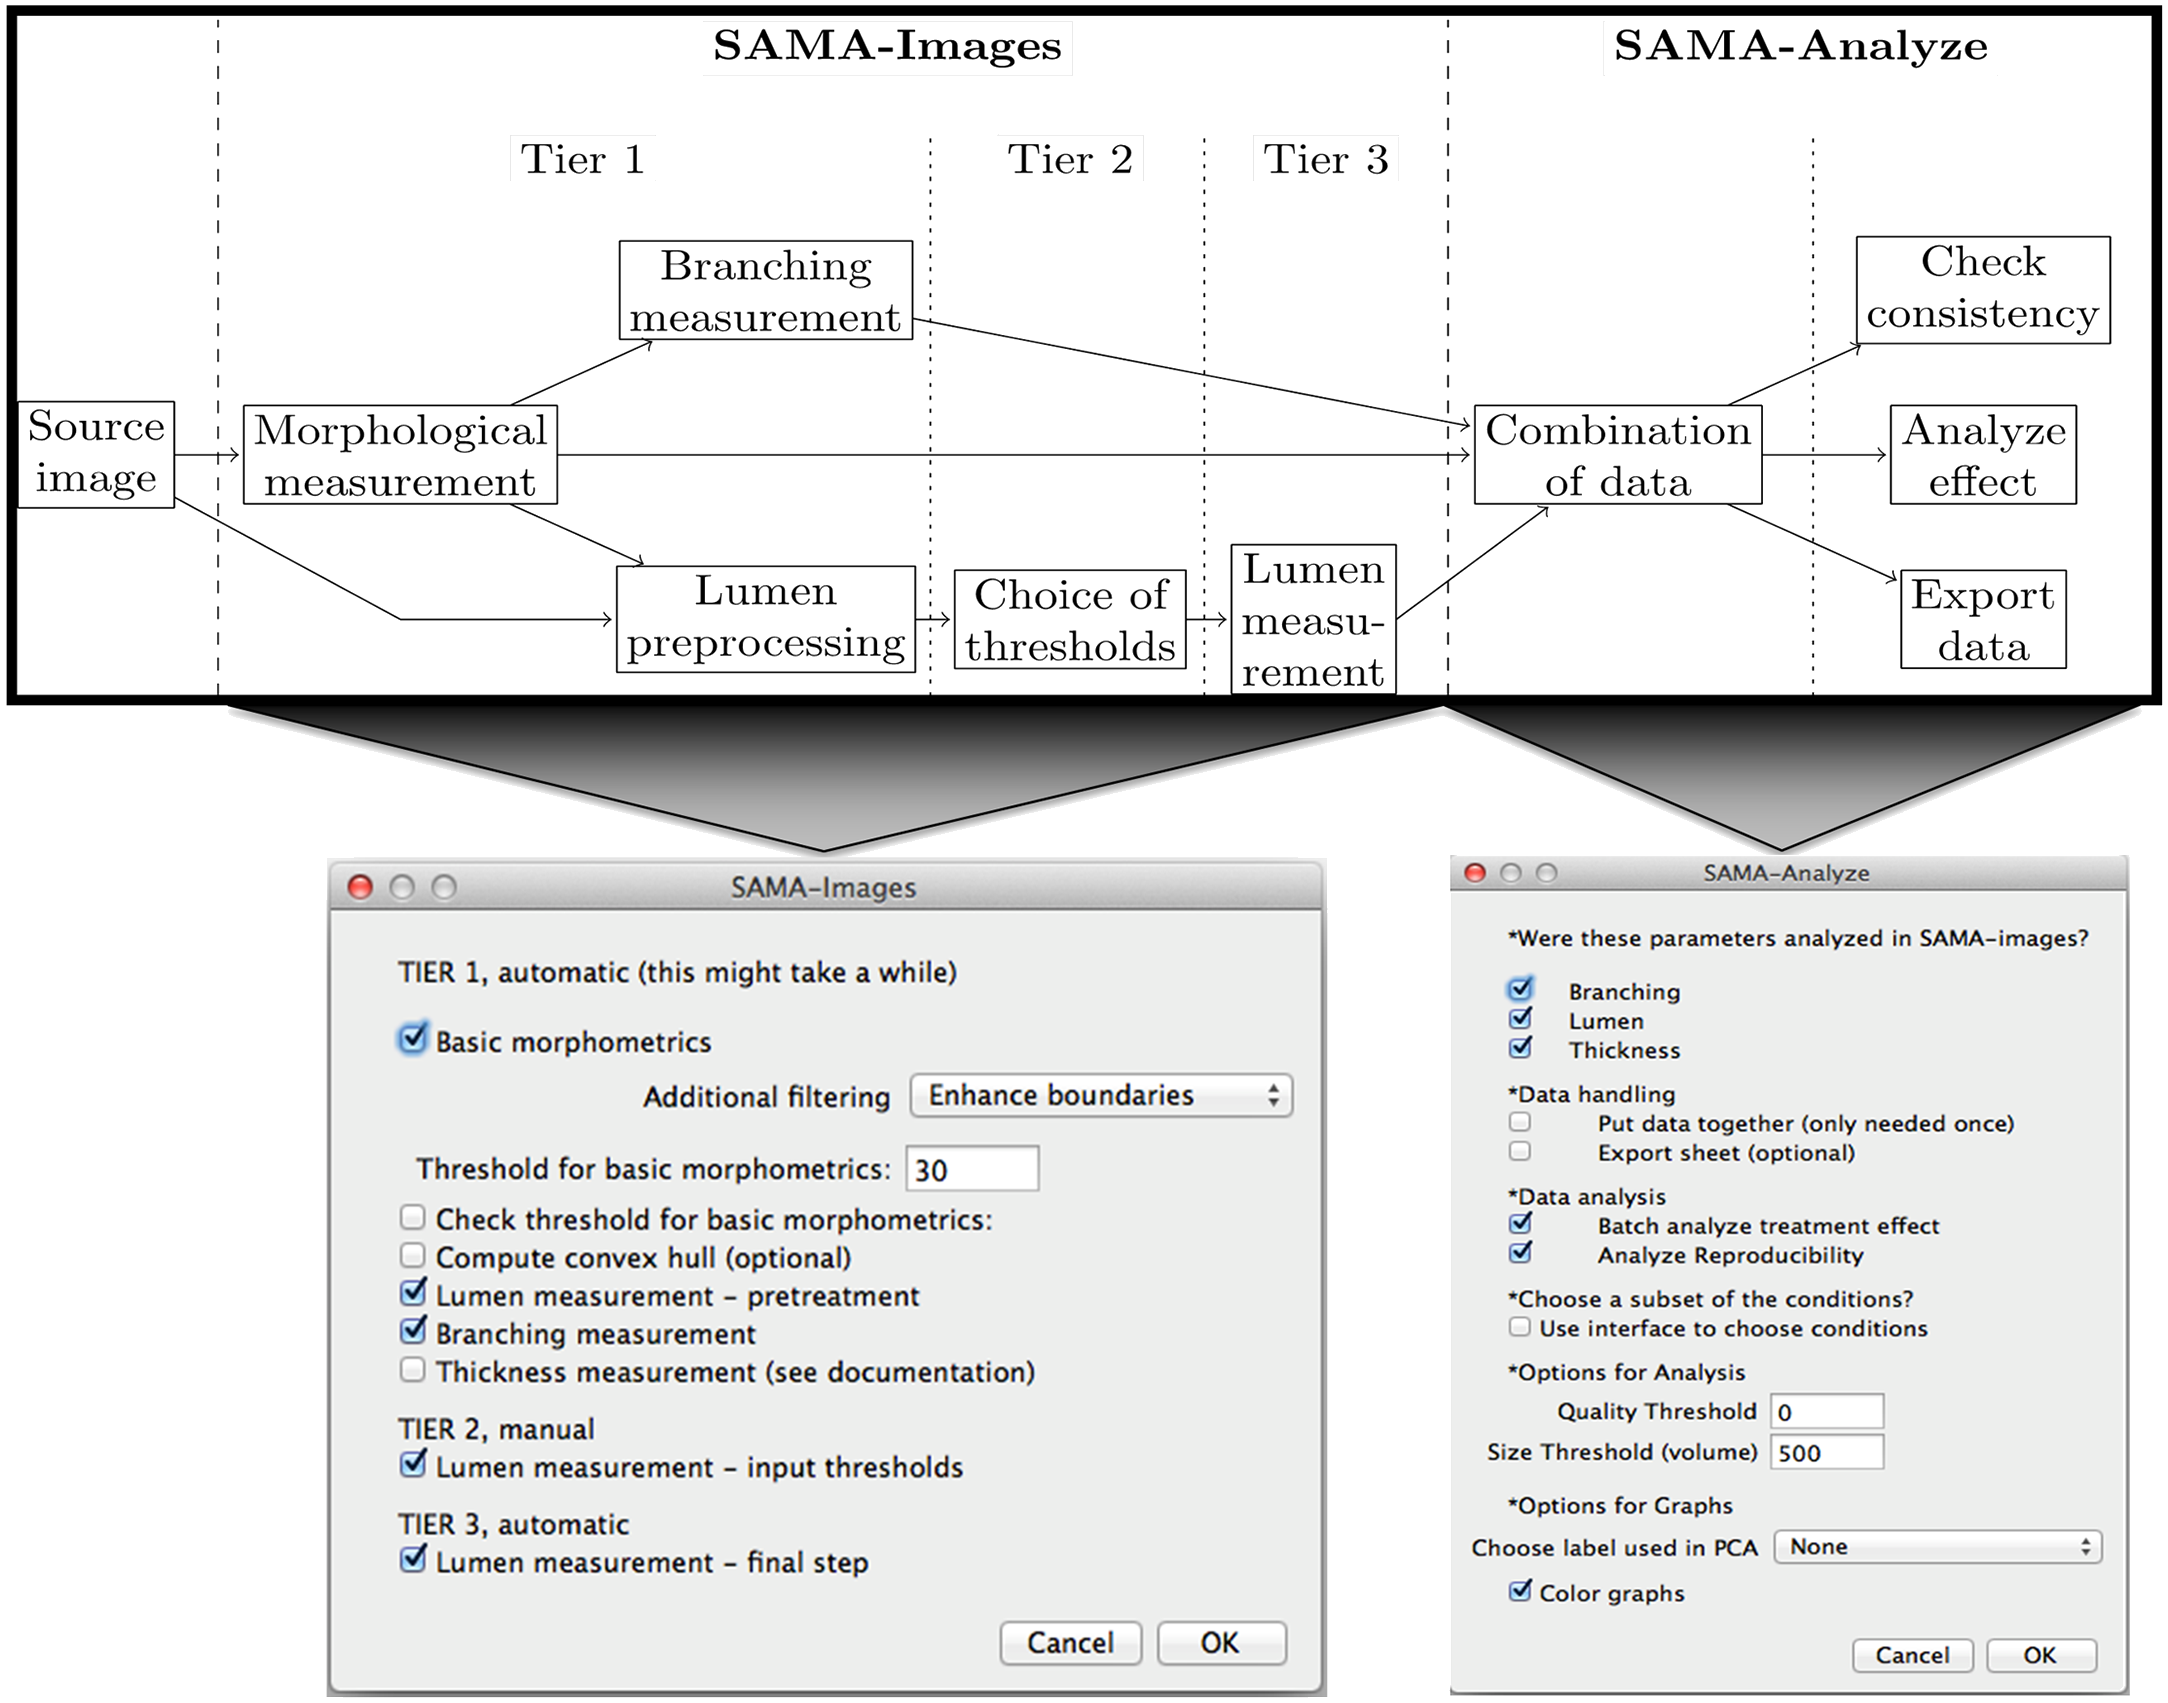 SAMA-Images
SAMA-Analyze
Tier 1
Tier 2
Tier 3
Source
image
Morphological
measurement
Branching
measurement
Lumen
preprocessing
Choice of
thresholds
Lumen
measu-
rement
Combination
of data
Check
consistency
Analyze
effect
Export
data
SAMA-Images
TIER 1, automatic (this might take a while)
Basic morphometrics
Additional filtering Enhance boundaries
Threshold for basic morphometrics: 30
Check threshold for basic morphometrics:
Compute convex hull (optional)
Lumen measurement - pretreatment
Branching measurement
Thickness measurement (see documentation)
TIER 2, manual
Lumen measurement - input thresholds
TIER 3, automatic
Lumen measurement - final step
Cancel OK
SAMA-Analyze
*Were these parameters analyzed in SAMA-images?
Branching
Lumen
Thickness
*Data handling
Put data together (only needed once)
Export sheet (optional)
*Data analysis
Batch analyze treatment effect
Analyze Reproducibility
*Choose a subset of the conditions?
Use interface to choose conditions
*Options for Analysis
Quality Threshold 0
Size Threshold (volume) 500
*Options for Graphs
Choose label used in PCA None
Color graphs
Cancel OK